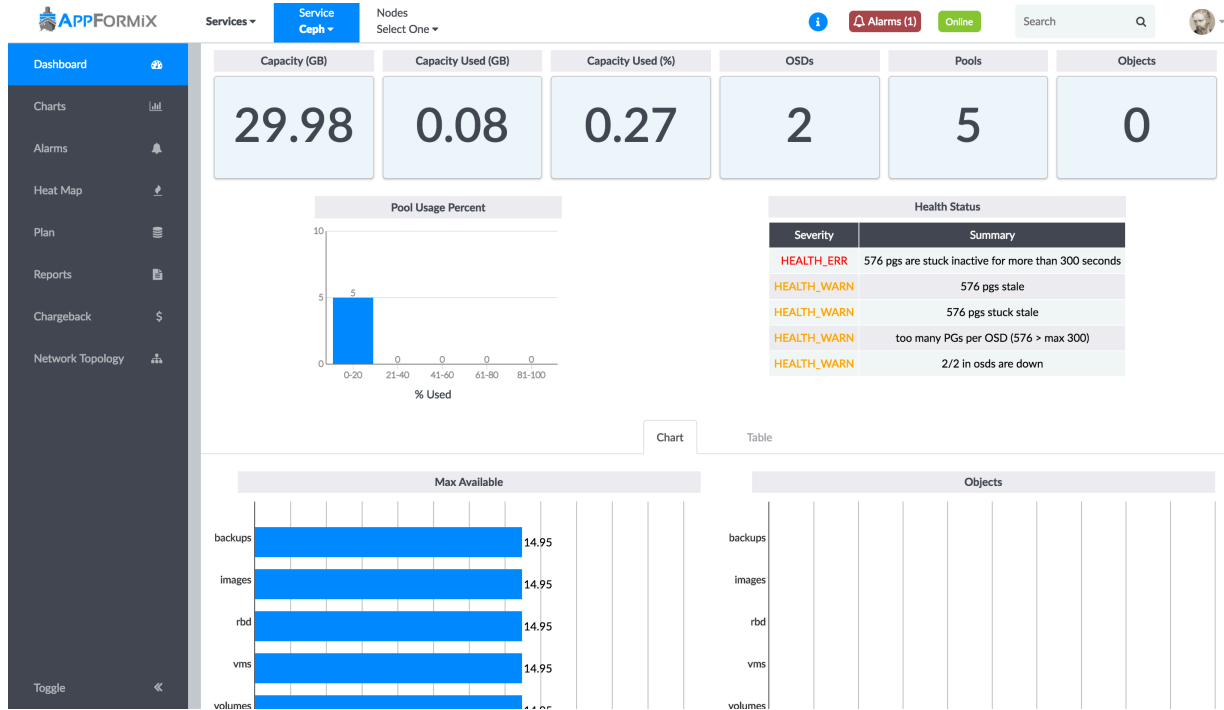 APPFORMIX
Services
Service
Ceph
Nodes
Select One
i
Alarms (1)
Online
Search
Dashboard
Charts
Alarms
Heat Map
Plan
Reports
Chargeback
$
Network Topology
Toggle
Capacity (GB)
Capacity Used (GB)
Capacity Used (%)
OSDs
Pools
Objects
29.98
0.08
0.27
2
5
0
Pool Usage Percent
10
5
0
5
0
0
0
0
0-20
21-40
41-60
61-80
81-100
% Used
Health Status
Severity Summary
HEALTH_ERR 576 pgs are stuck inactive for more than 300 seconds
HEALTH_WARN 576 pgs stale
HEALTH_WARN 576 pgs stuck stale
HEALTH_WARN too many PGs per OSD (576 > max 300)
HEALTH_WARN 2/2 in osds are down
Chart
Table
Max Available
backups 14.95
images 14.95
rbd 14.95
vms 14.95
volumes 14.95
Objects
backups
images
rbd
vms
volumes